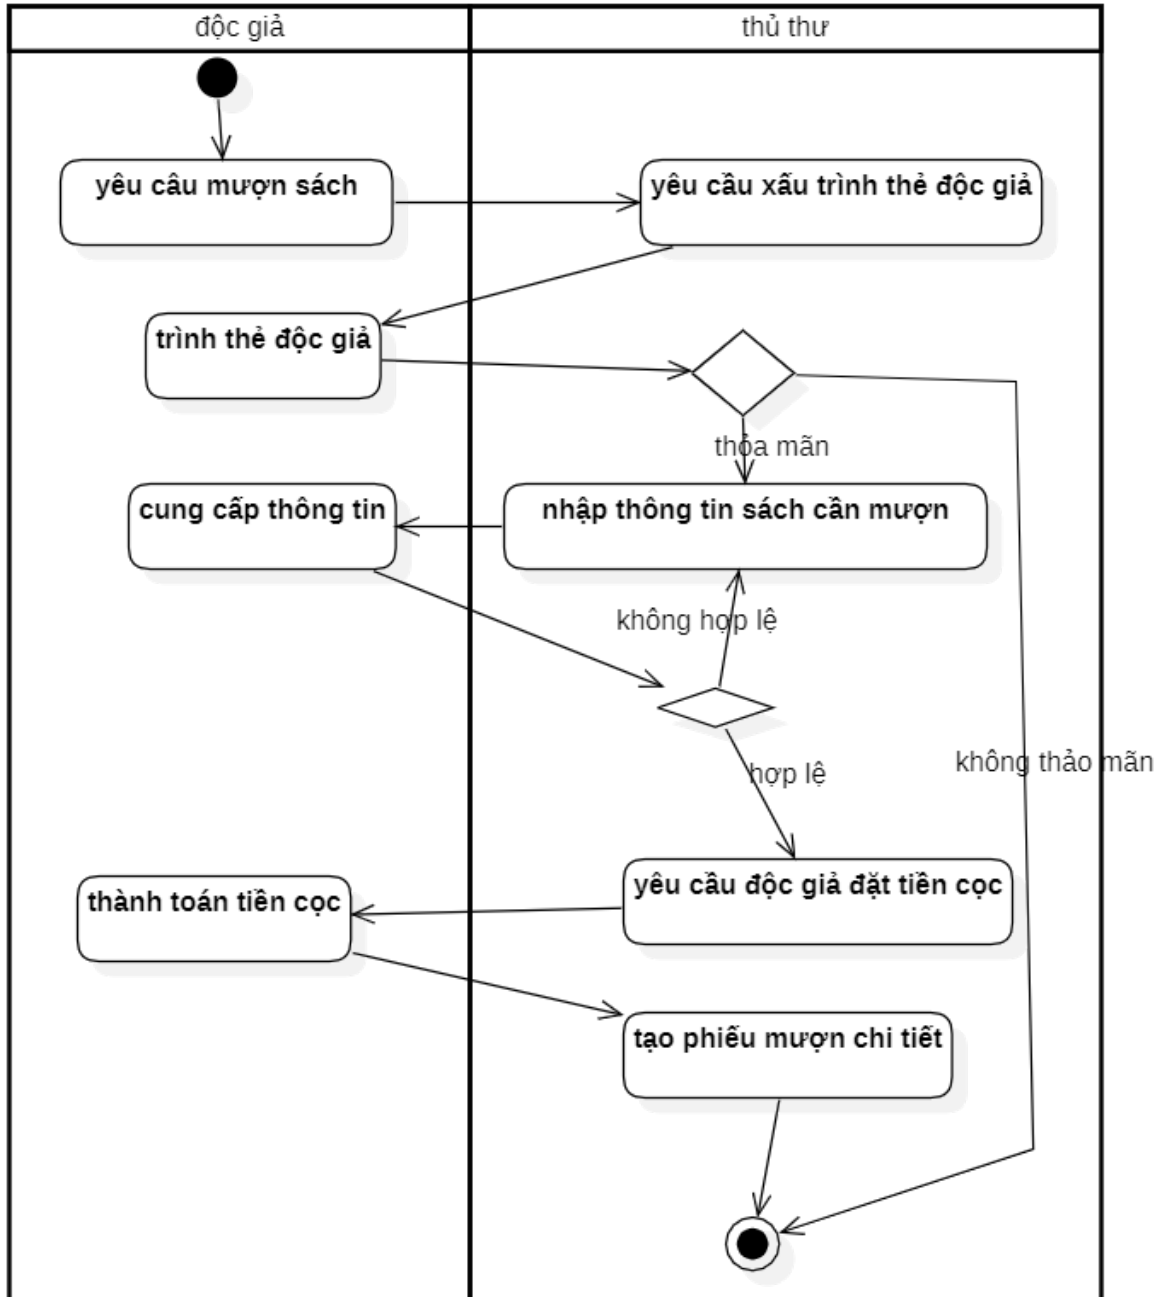 độc giả
thủ thư
yêu câu mượn sách
yêu cầu xấu trình thẻ độc giả
trình thẻ độc giả
thỏa mãn
cung cấp thông tin
nhập thông tin sách cần mượn
không hợp lệ
không thảo mãn
hợp lệ
yêu cầu độc giả đặt tiền cọc
thành toán tiền cọc
tạo phiếu mượn chi tiết